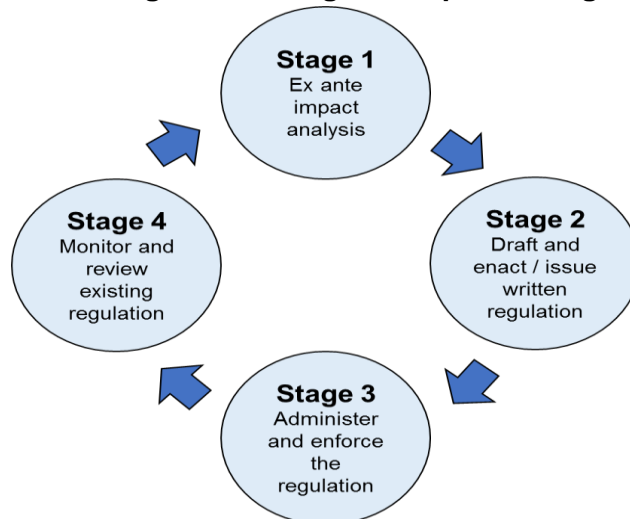 Stage 1
Ex ante
impact
analysis
Stage 2
Draft and
enact / issue
written
regulation
Stage 3
Administer
and enforce
the
regulation
Stage 4
Monitor and
review
existing
regulation